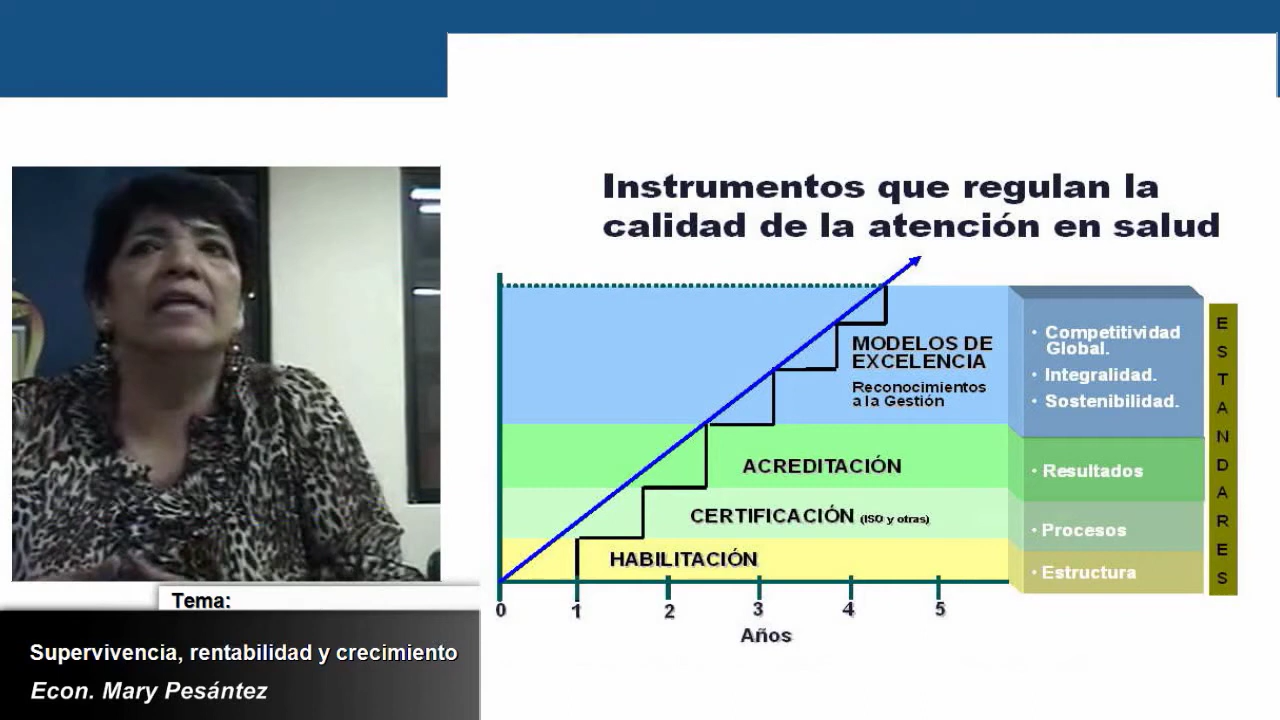 Instrumentos que regulan la
calidad de la atención en salud
MODELOS DE
EXCELENCIA
Reconocimientos
a la Gestión
ACREDITACIÓN
CERTIFICACIÓN (ISO y otras)
HABILITACIÓN
• Competitividad
Global.
• Integralidad.
• Sostenibilidad.
• Resultados
• Procesos
• Estructura
E
S
T
A
N
D
A
R
E
S
0 1 2 3 4 5
Años
Tema:
Supervivencia, rentabilidad y crecimiento
Econ. Mary Pesántez